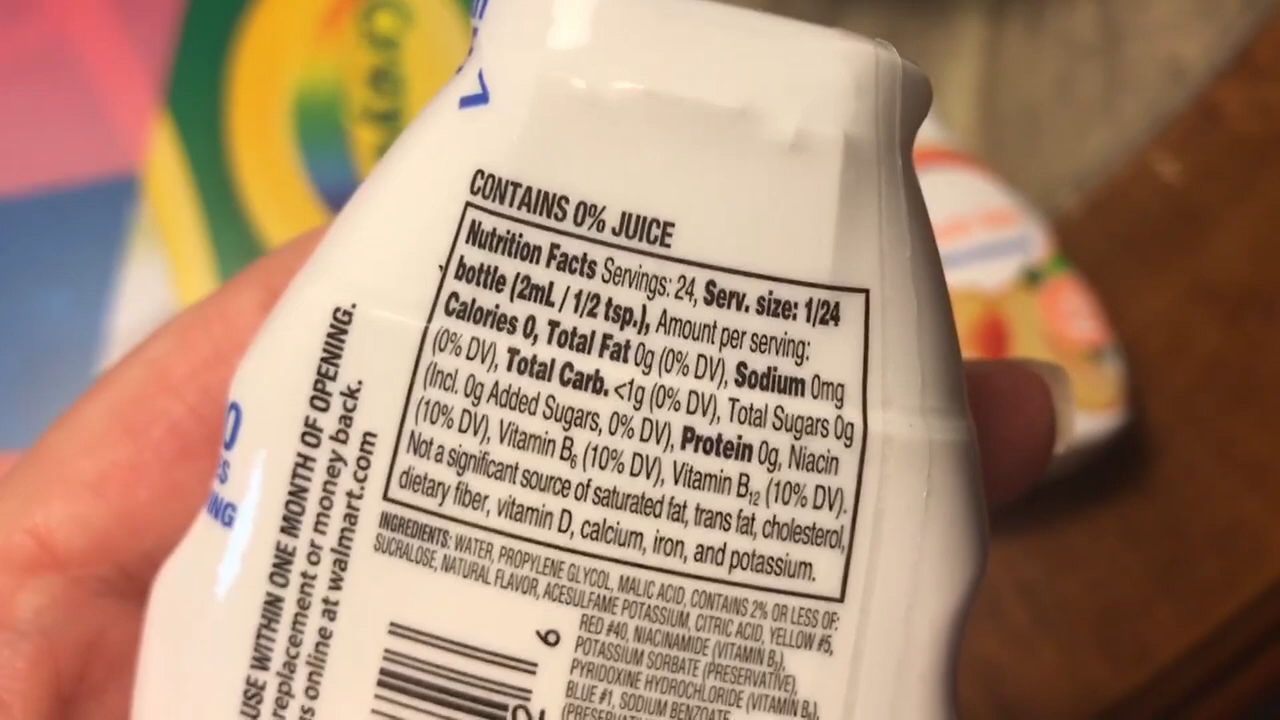 CONTAINS 0% JUICE
Nutrition Facts Servings: 24, Serv. size: 1/24
bottle (2mL / 1/2 tsp.), Amount per serving:
Calories 0, Total Fat 0g (0% DV), Sodium 0mg
(0% DV), Total Carb. <1g (0% DV), Total Sugars 0g
(Incl. 0g Added Sugars, 0% DV), Protein 0g, Niacin
(10% DV), Vitamin B6 (10% DV), Vitamin B12 (10% DV).
Not a significant source of saturated fat, trans fat, cholesterol,
dietary fiber, vitamin D, calcium, iron, and potassium.
INGREDIENTS: WATER, PROPYLENE GLYCOL, MALIC ACID, CONTAINS 2% OR LESS OF:
SUCRALOSE, NATURAL FLAVOR, ACESULFAME POTASSIUM, CITRIC ACID, YELLOW #5,
RED #40, NIACINAMIDE (VITAMIN B3),
POTASSIUM SORBATE (PRESERVATIVE),
PYRIDOXINE HYDROCHLORIDE (VITAMIN B6),
BLUE #1, SODIUM BENZOATE
6
USE WITHIN ONE MONTH OF OPENING.
replacement or money back.
online at walmart.com